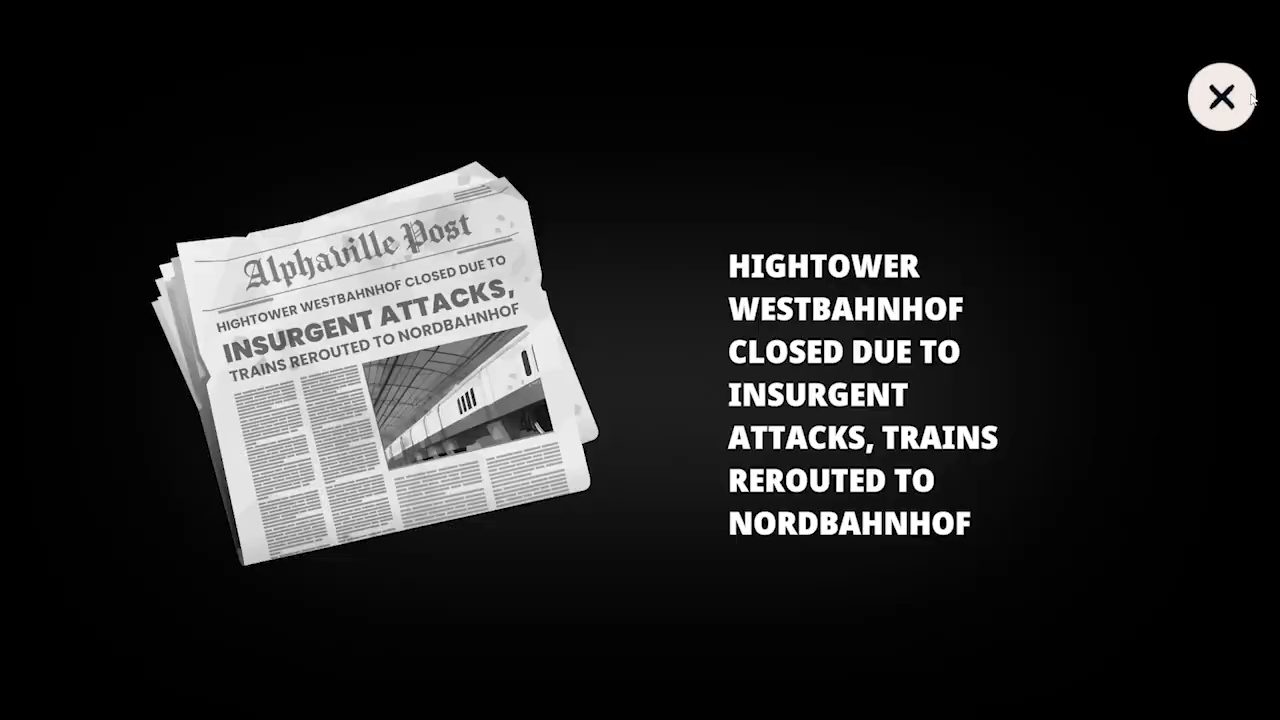 Alphaville Post
HIGHTOWER WESTBAHNHOF CLOSED DUE TO
INSURGENT ATTACKS,
TRAINS REROUTED TO NORDBAHNHOF
HIGHTOWER
WESTBAHNHOF
CLOSED DUE TO
INSURGENT
ATTACKS, TRAINS
REROUTED TO
NORDBAHNHOF